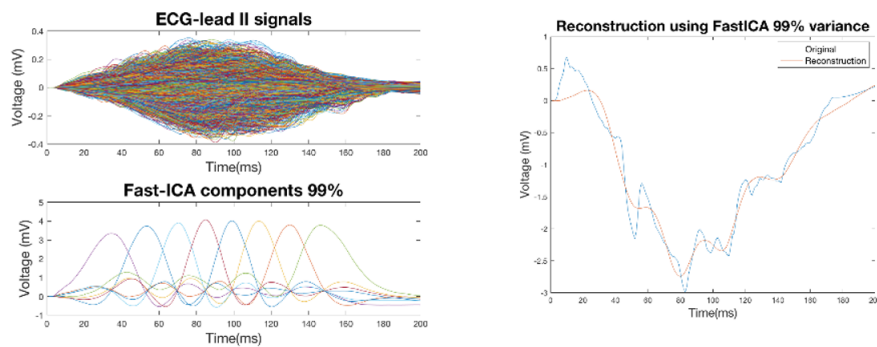 ECG-lead II signals
Voltage (mV)
0.4
0.2
0
-0.2
-0.4
0 20 40 60 80 100 120 140 160 180 200
Time(ms)
Fast-ICA components 99%
Voltage (mV)
5
4
3
2
1
0
-1
0 20 40 60 80 100 120 140 160 180 200
Time(ms)
Reconstruction using FastICA 99% variance
Original
Reconstruction
Voltage (mV)
1
0.5
0
-0.5
-1
-1.5
-2
-2.5
-3
0 20 40 60 80 100 120 140 160 180 200
Time(ms)